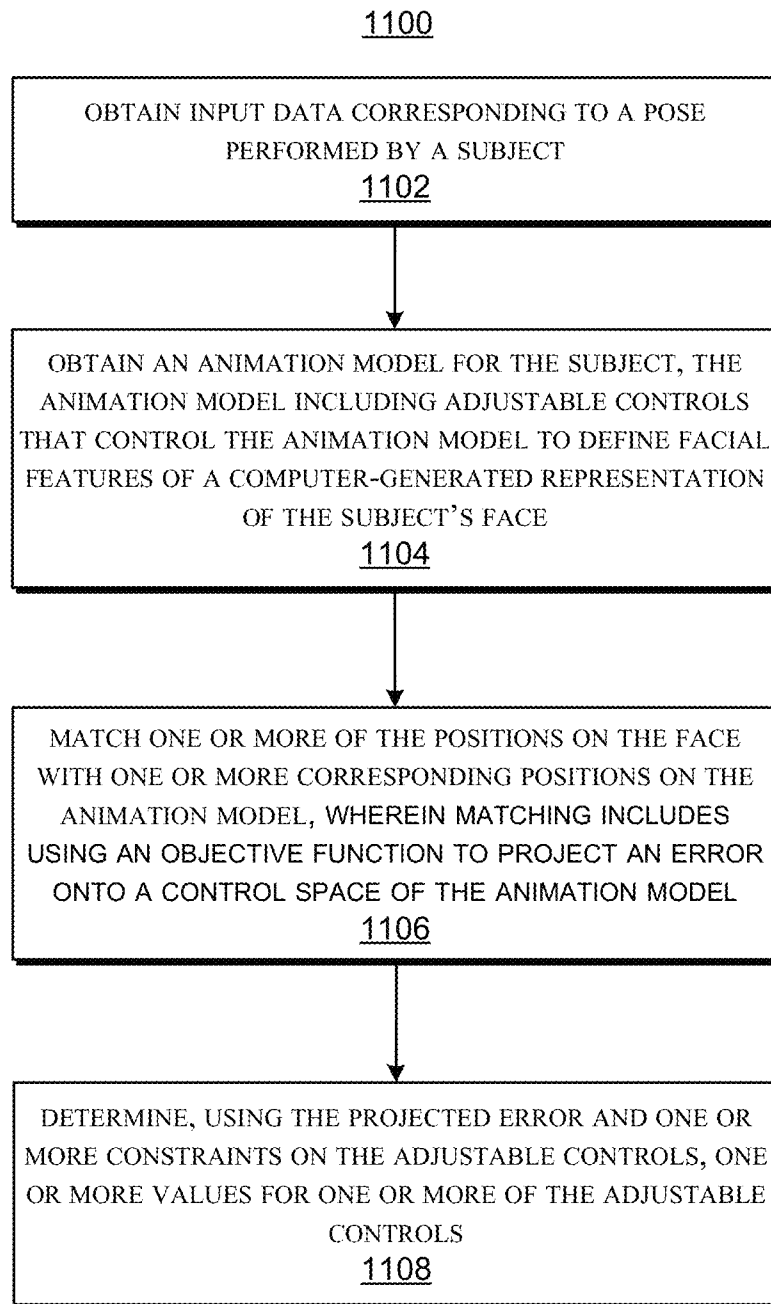 1100
OBTAIN INPUT DATA CORRESPONDING TO A POSE
PERFORMED BY A SUBJECT
1102
OBTAIN AN ANIMATION MODEL FOR THE SUBJECT, THE
ANIMATION MODEL INCLUDING ADJUSTABLE CONTROLS
THAT CONTROL THE ANIMATION MODEL TO DEFINE FACIAL
FEATURES OF A COMPUTER-GENERATED REPRESENTATION
OF THE SUBJECT'S FACE
1104
MATCH ONE OR MORE OF THE POSITIONS ON THE FACE
WITH ONE OR MORE CORRESPONDING POSITIONS ON THE
ANIMATION MODEL, WHEREIN MATCHING INCLUDES
USING AN OBJECTIVE FUNCTION TO PROJECT AN ERROR
ONTO A CONTROL SPACE OF THE ANIMATION MODEL
1106
DETERMINE, USING THE PROJECTED ERROR AND ONE OR
MORE CONSTRAINTS ON THE ADJUSTABLE CONTROLS, ONE
OR MORE VALUES FOR ONE OR MORE OF THE ADJUSTABLE
CONTROLS
1108